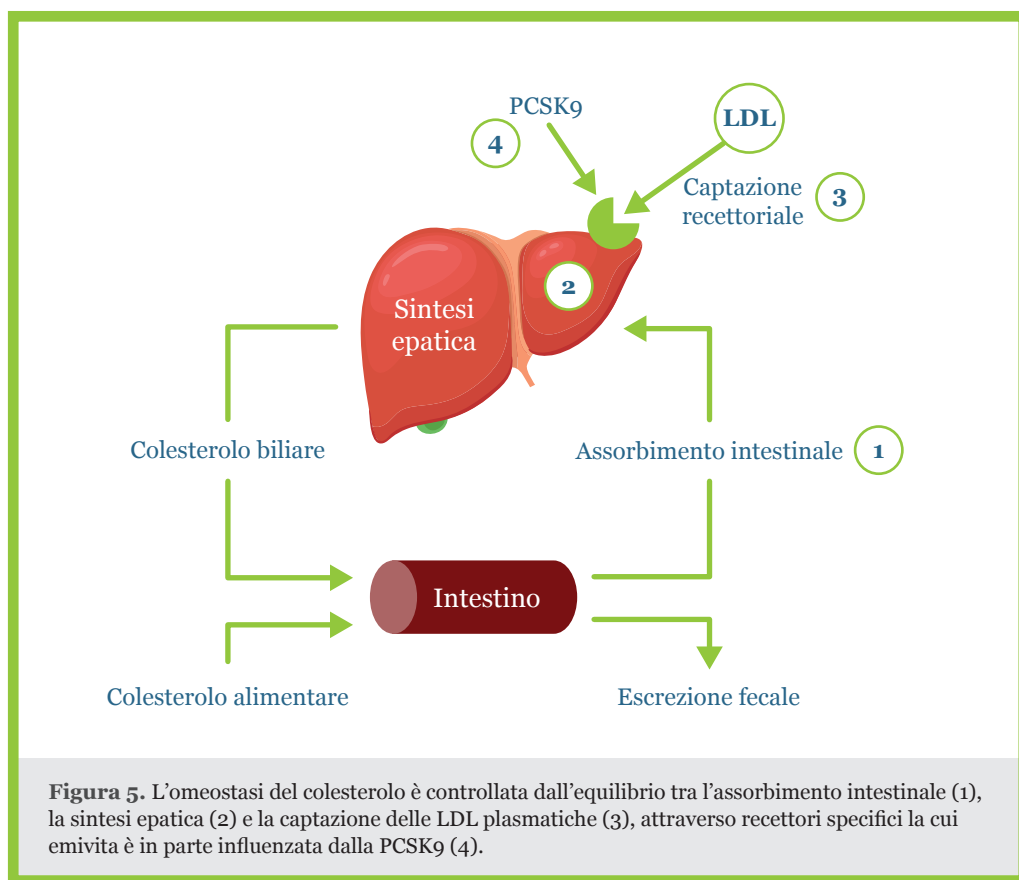 PCSK9
4
LDL
Captazione
recettoriale
3
2
Sintesi
epatica
Colesterolo biliare
Assorbimento intestinale
1
Intestino
Colesterolo alimentare
Escrezione fecale
Figura 5. L’omeostasi del colesterolo è controllata dall’equilibrio tra l’assorbimento intestinale (1),
la sintesi epatica (2) e la captazione delle LDL plasmatiche (3), attraverso recettori specifici la cui
emivita è in parte influenzata dalla PCSK9 (4).